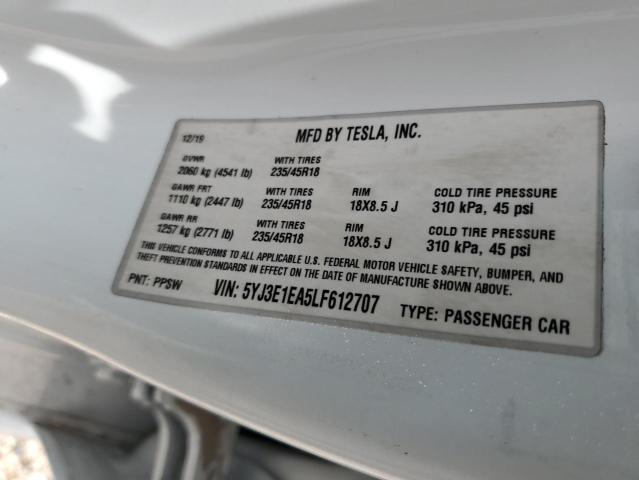 12/19 MFD BY TESLA, INC.
GVWR WITH TIRES
2060 kg (4541 lb) 235/45R18
GAWR FRT WITH TIRES RIM COLD TIRE PRESSURE
1110 kg (2447 lb) 235/45R18 18X8.5 J 310 kPa, 45 psi
GAWR RR WITH TIRES RIM COLD TIRE PRESSURE
1257 kg (2771 lb) 235/45R18 18X8.5 J 310 kPa, 45 psi
THIS VEHICLE CONFORMS TO ALL APPLICABLE U.S. FEDERAL MOTOR VEHICLE SAFETY, BUMPER, AND
THEFT PREVENTION STANDARDS IN EFFECT ON THE DATE OF MANUFACTURE SHOWN ABOVE.
PNT: PPSW VIN: 5YJ3E1EA5LF612707 TYPE: PASSENGER CAR